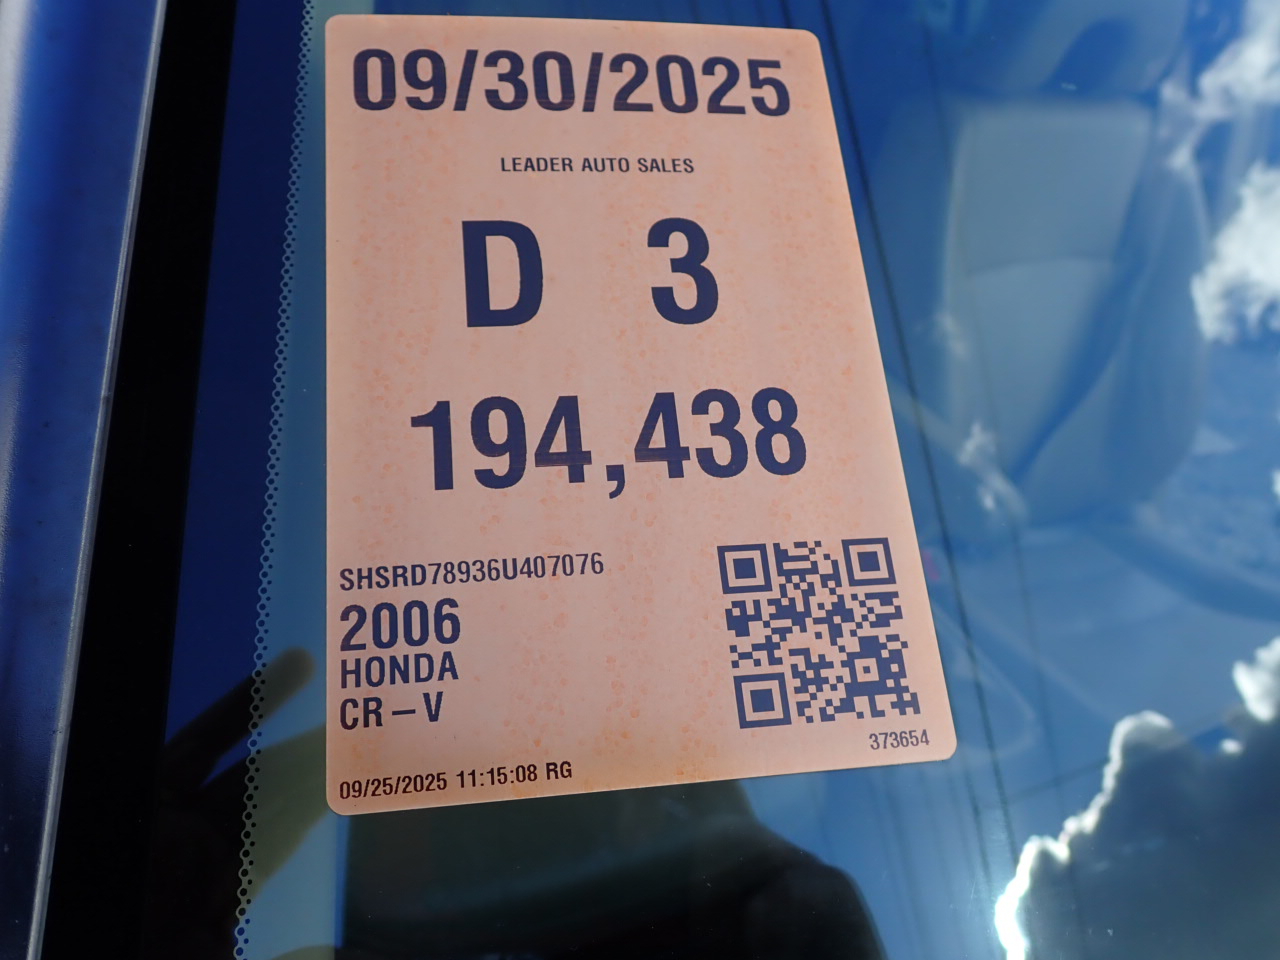 09/30/2025
LEADER AUTO SALES
D 3
194,438
SHSRD78936U407076
2006
HONDA
CR-V
373654
09/25/2025 11:15:08 RG